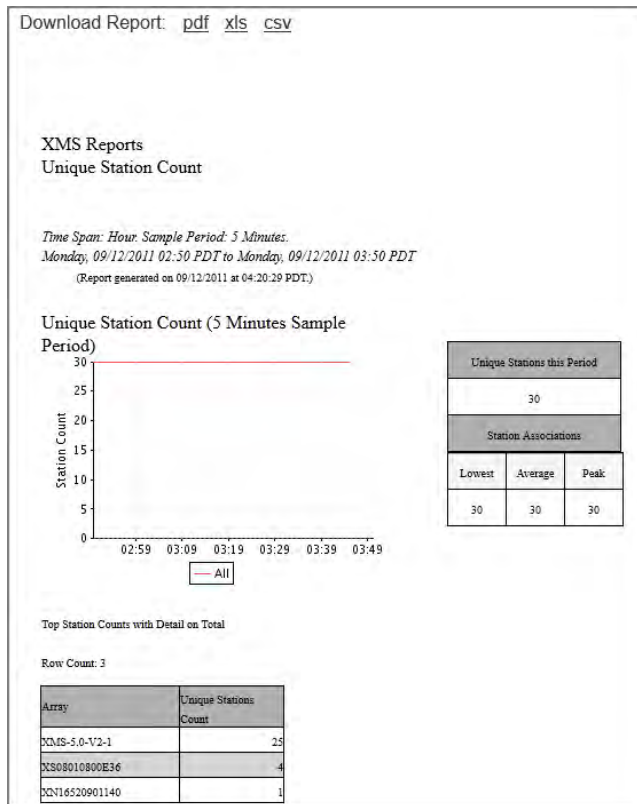 Download Report: pdf xls csv
XMS Reports
Unique Station Count
Time Span: Hour. Sample Period: 5 Minutes.
Monday, 09/12/2011 02:50 PDT to Monday, 09/12/2011 03:50 PDT
(Report generated on 09/12/2011 at 04:20:29 PDT.)
Unique Station Count (5 Minutes Sample
Period)
30
25
20
15
10
5
0
Station Count
02:59 03:09 03:19 03:29 03:39 03:49
All
Unique Stations this Period
30
Station Associations
Lowest Average Peak
30 30 30
Top Station Counts with Detail on Total
Row Count: 3
Array Unique Stations
Count
XMS-5.0-V2-1 25
XS08010800E36 4
XN16520901140 1